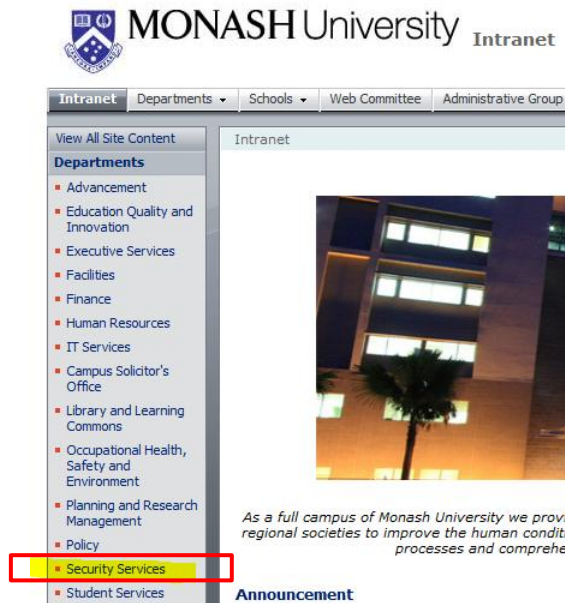 MONASH University Intranet
Intranet Departments Schools Web Committee Administrative Group
View All Site Content
Intranet
Departments
Advancement
Education Quality and
Innovation
Executive Services
Facilities
Finance
Human Resources
IT Services
Campus Solicitor's
Office
Library and Learning
Commons
Occupational Health,
Safety and
Environment
Planning and Research
Management
Policy
Security Services
Student Services
As a full campus of Monash University we provi
regional societies to improve the human condit
processes and comprehe
Announcement